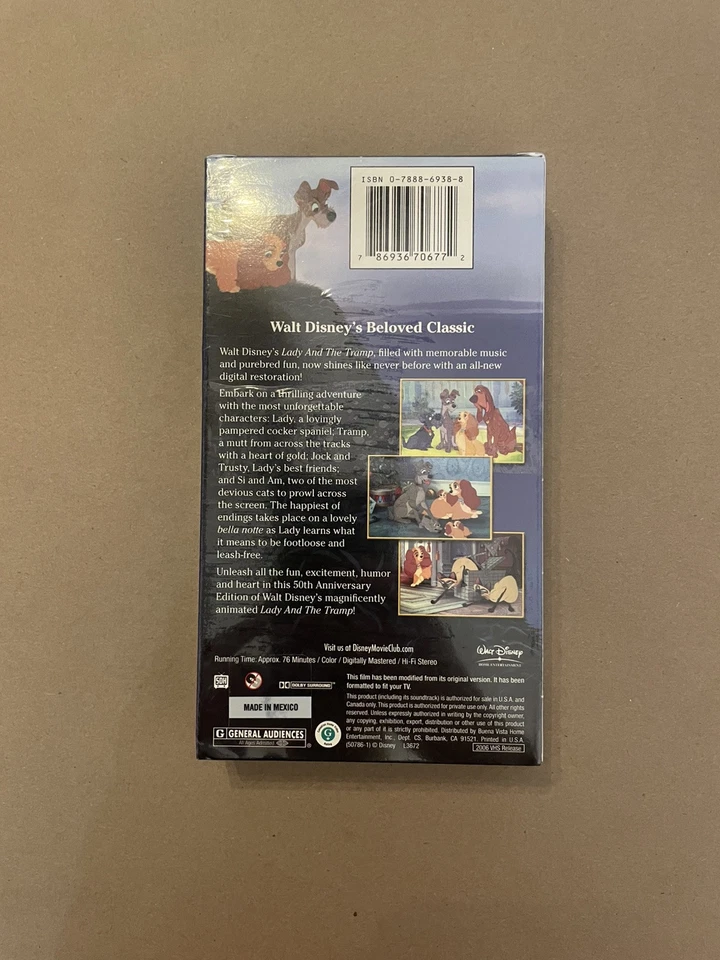 ISBN 0-7888-6938-8
7 86936 70677 2
Walt Disney's Beloved Classic
Walt Disney's Lady And The Tramp, filled with memorable music
and purebred fun, now shines like never before with an all-new
digital restoration!
Embark on a thrilling adventure
with the most unforgettable
characters: Lady, a lovingly
pampered cocker spaniel; Tramp,
a mutt from across the tracks
with a heart of gold; Jock and
Trusty, Lady's best friends;
and Si and Am, two of the most
devious cats to prowl across
the screen. The happiest of
endings takes place on a lovely
bella notte as Lady learns what
it means to be footloose and
leash-free.
Unleash all the fun, excitement, humor
and heart in this 50th Anniversary
Edition of Walt Disney's magnificently
animated Lady And The Tramp!
Visit us at DisneyMovieClub.com
Running Time: Approx. 76 Minutes / Color / Digitally Mastered / Hi-Fi Stereo
WALT DISNEY
HOME ENTERTAINMENT
SDH
DOLBY SURROUND
MADE IN MEXICO
G GENERAL AUDIENCES
All Ages Admitted
G
This film has been modified from its original version. It has been
formatted to fit your TV.
This product (including its soundtrack) is authorized for sale in U.S.A. and
Canada only. This product is authorized for private use only. All other rights
reserved. Unless expressly authorized in writing by the copyright owner,
any copying, exhibition, export, distribution or other use of this product
or any part of it is strictly prohibited. Distributed by Buena Vista Home
Entertainment, Inc., Dept. CS, Burbank, CA 91521. Printed in U.S.A.
(50786-1) © Disney L3672
2006 VHS Release